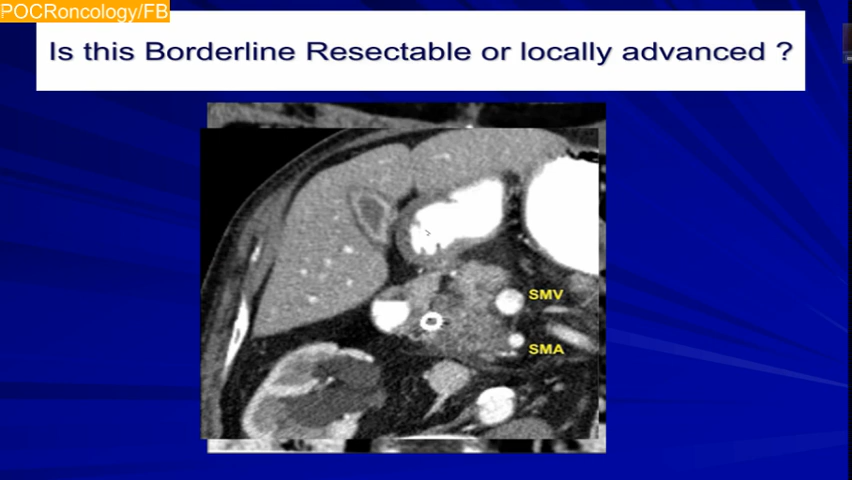 POCRoncology/FB
Is this Borderline Resectable or locally advanced ?
SMV
SMA